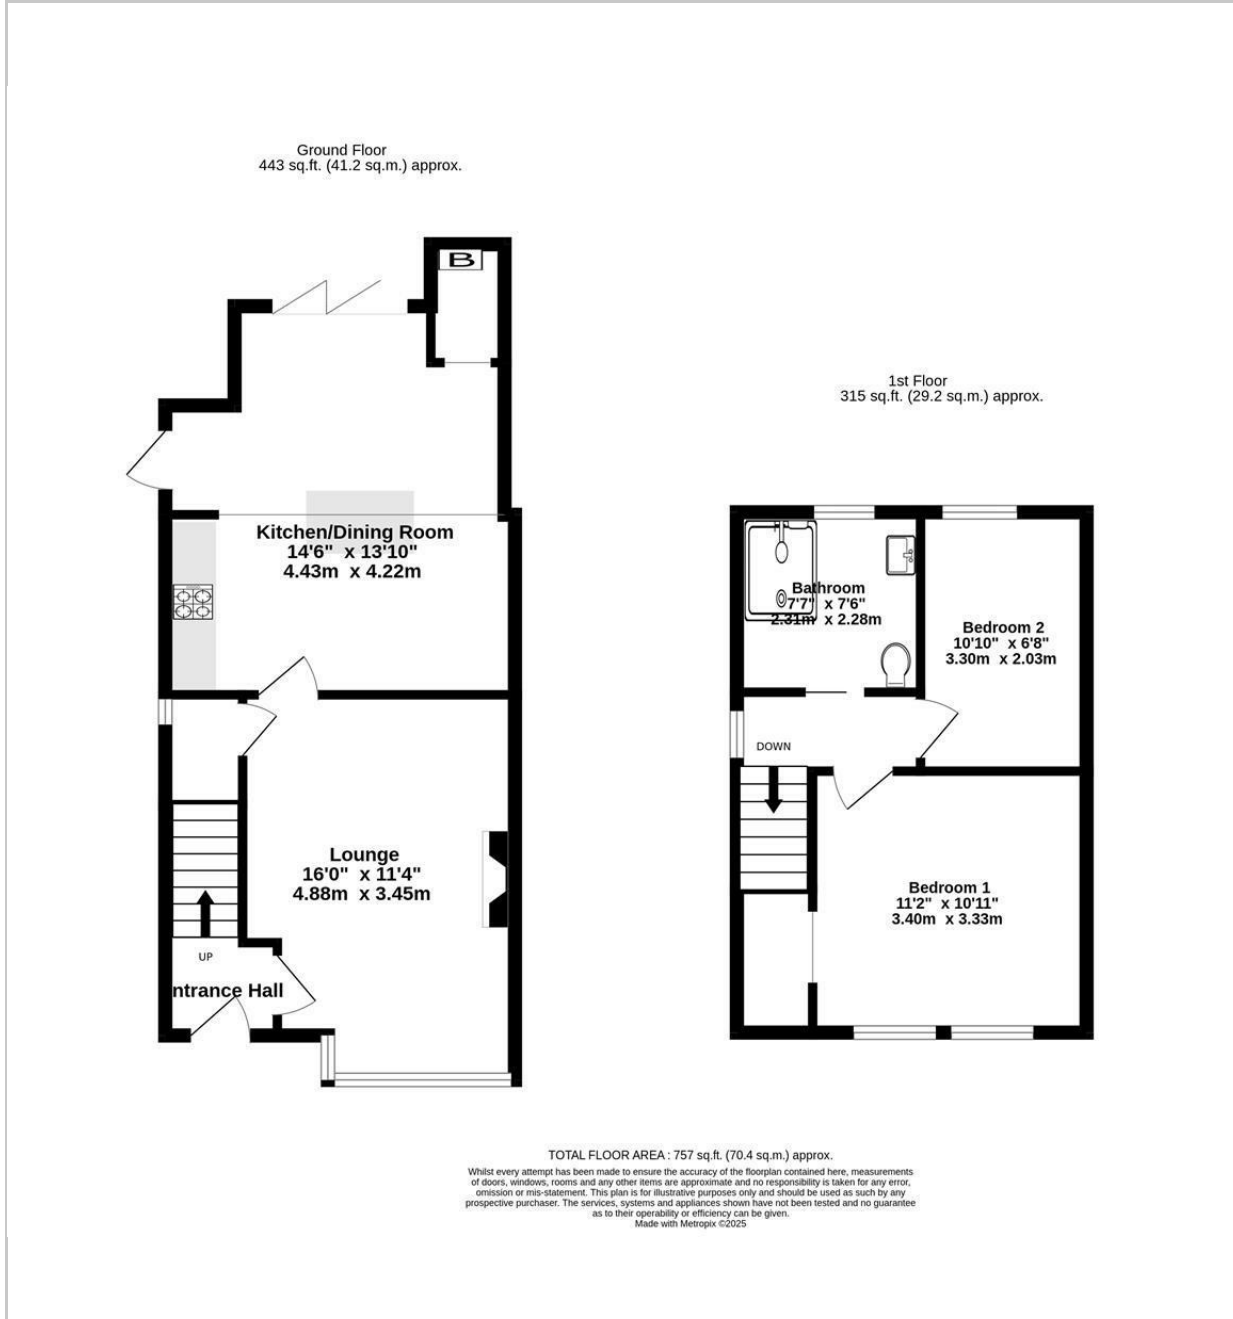 Ground Floor
443 sq.ft. (41.2 sq.m.) approx.
B
Kitchen/Dining Room
14'6" x 13'10"
4.43m x 4.22m
Lounge
16'0" x 11'4"
4.88m x 3.45m
UP
ntrance Hall
1st Floor
315 sq.ft. (29.2 sq.m.) approx.
Bathroom
7'7" x 7'6"
2.31m x 2.28m
Bedroom 2
10'10" x 6'8"
3.30m x 2.03m
DOWN
Bedroom 1
11'2" x 10'11"
3.40m x 3.33m
TOTAL FLOOR AREA : 757 sq.ft. (70.4 sq.m.) approx.
Whilst every attempt has been made to ensure the accuracy of the floorplan contained here, measurements
of doors, windows, rooms and any other items are approximate and no responsibility is taken for any error,
omission or mis-statement. This plan is for illustrative purposes only and should be used as such by any
prospective purchaser. The services, systems and appliances shown have not been tested and no guarantee
as to their operability or efficiency can be given.
Made with Metropix ©2025